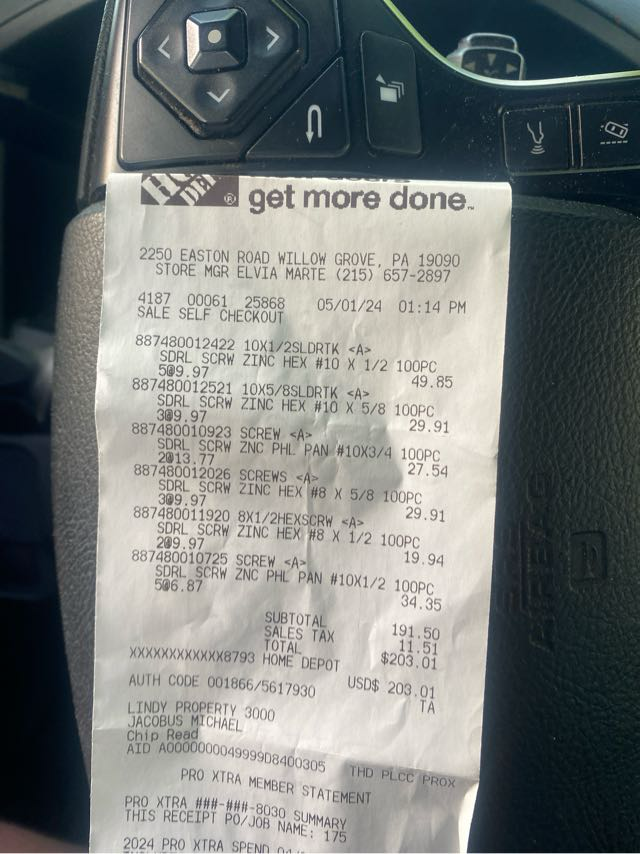 get more done.
2250 EASTON ROAD WILLOW GROVE, PA 19090
STORE MGR ELVIA MARTE (215) 657-2897
4187 00061 25868 05/01/24 01:14 PM
SALE SELF CHECKOUT
887480012422 10X1/2SLDRTK <A>
SDRL SCRW ZINC HEX #10 X 1/2 100PC
5@9.97 49.85
887480012521 10X5/8SLDRTK <A>
SDRL SCRW ZINC HEX #10 X 5/8 100PC
3@9.97 29.91
887480010923 SCREW <A>
SDRL SCRW ZNC PHL PAN #10X3/4 100PC
2@13.77 27.54
887480012026 SCREWS <A>
SDRL SCRW ZINC HEX #8 X 5/8 100PC
3@9.97 29.91
887480011920 8X1/2HEXSCRW <A>
SDRL SCRW ZINC HEX #8 X 1/2 100PC
2@9.97 19.94
887480010725 SCREW <A>
SDRL SCRW ZNC PHL PAN #10X1/2 100PC
5@6.87 34.35
SUBTOTAL 191.50
SALES TAX 11.51
TOTAL $203.01
XXXXXXXXXXXX8793 HOME DEPOT
USD$ 203.01
AUTH CODE 001866/5617930 TA
LINDY PROPERTY 3000
JACOBUS MICHAEL
Chip Read
AID A0000000049999D8400305 THD PLCC PROX
PRO XTRA MEMBER STATEMENT
PRO XTRA ###-###-8030 SUMMARY
THIS RECEIPT PO/JOB NAME: 175
2024 PRO XTRA SPEND
AIRBAG